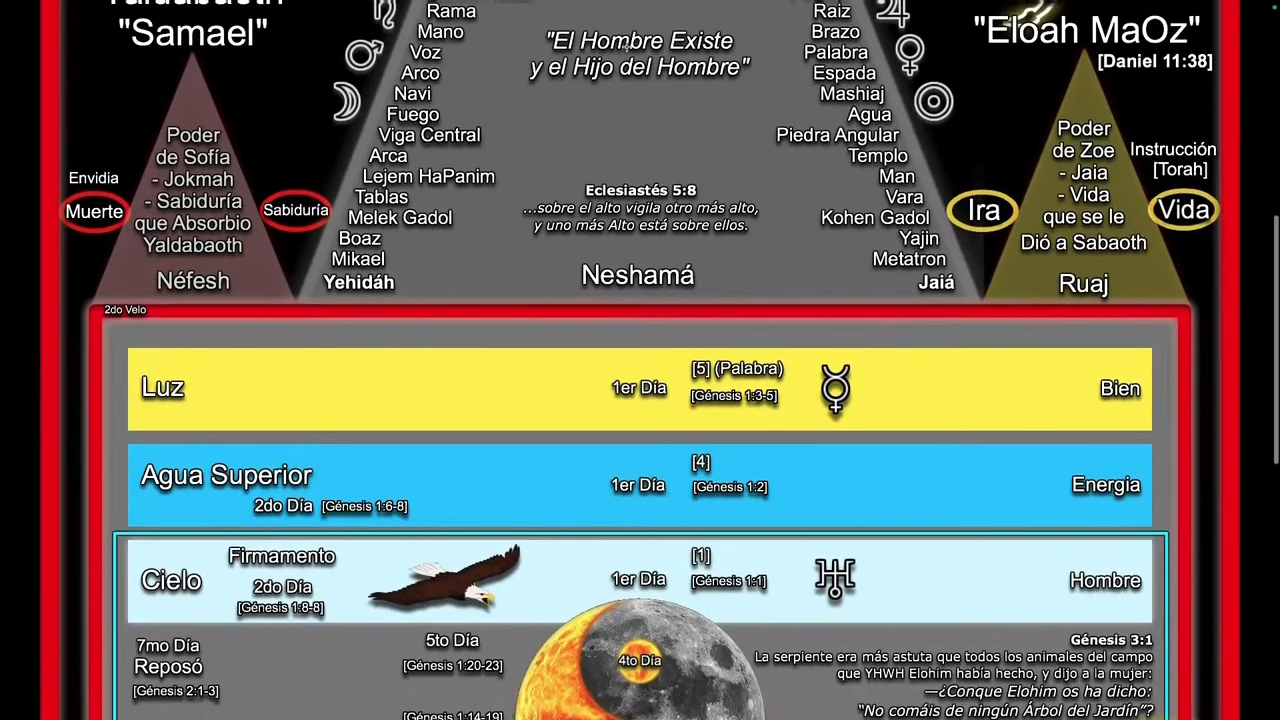 "Samael"
Envidia
Muerte
Poder
de Sofía
- Jokmah
- Sabiduría
que Absorbio
Yaldabaoth
Néfesh
Sabiduría
Rama
Mano
Voz
Arco
Navi
Fuego
Viga Central
Arca
Lejem HaPanim
Tablas
Melek Gadol
Boaz
Mikael
Yehidáh
"El Hombre Existe
y el Hijo del Hombre"
Eclesiastés 5:8
...sobre el alto vigila otro más alto,
y uno más Alto está sobre ellos.
Neshamá
Raiz
Brazo
Palabra
Espada
Mashiaj
Agua
Piedra Angular
Templo
Man
Vara
Kohen Gadol
Yajin
Metatron
Jaiá
"Eloah MaOz"
[Daniel 11:38]
Ira
Poder
de Zoe
- Jaia
- Vida
que se le
Dió a Sabaoth
Ruaj
Instrucción
[Torah]
Vida
2do Velo
Luz
1er Día
[5] (Palabra)
[Génesis 1:3-5]
Bien
Agua Superior
2do Día [Génesis 1:6-8]
1er Día
[4]
[Génesis 1:2]
Energia
Cielo
Firmamento
2do Día
[Génesis 1:8-8]
1er Día
[1]
[Génesis 1:1]
Hombre
7mo Día
Reposó
[Génesis 2:1-3]
5to Día
[Génesis 1:20-23]
[Génesis 1:14-19]
4to Día
Génesis 3:1
La serpiente era más astuta que todos los animales del campo
que YHWH Elohim había hecho, y dijo a la mujer:
—¿Conque Elohim os ha dicho:
"No comáis de ningún Árbol del Jardín"?